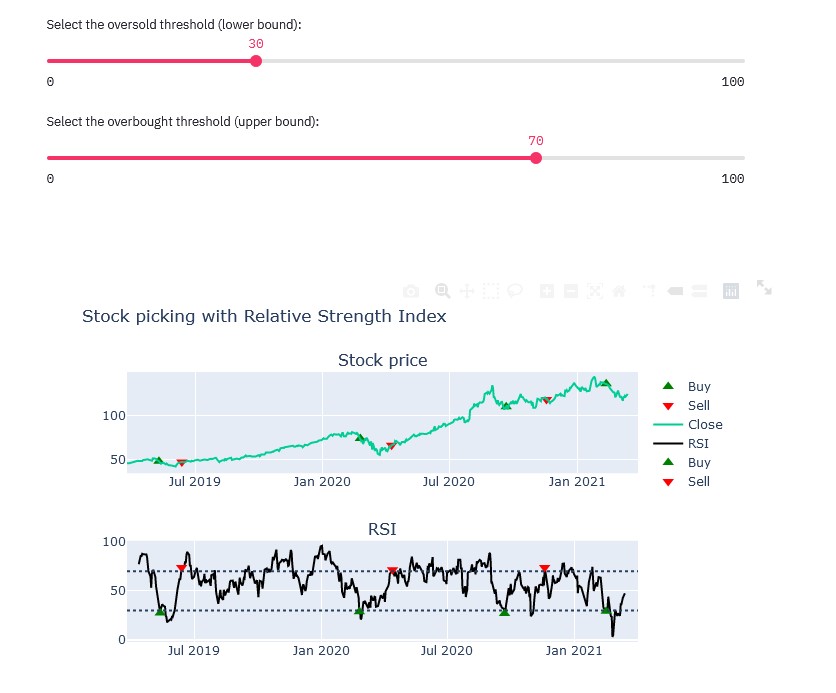 Select the oversold threshold (lower bound):
30
0 100
Select the overbought threshold (upper bound):
70
0 100
Stock picking with Relative Strength Index
Stock price
100
50
Jul 2019 Jan 2020 Jul 2020 Jan 2021
Buy
Sell
Close
RSI
Buy
Sell
RSI
100
50
0
Jul 2019 Jan 2020 Jul 2020 Jan 2021